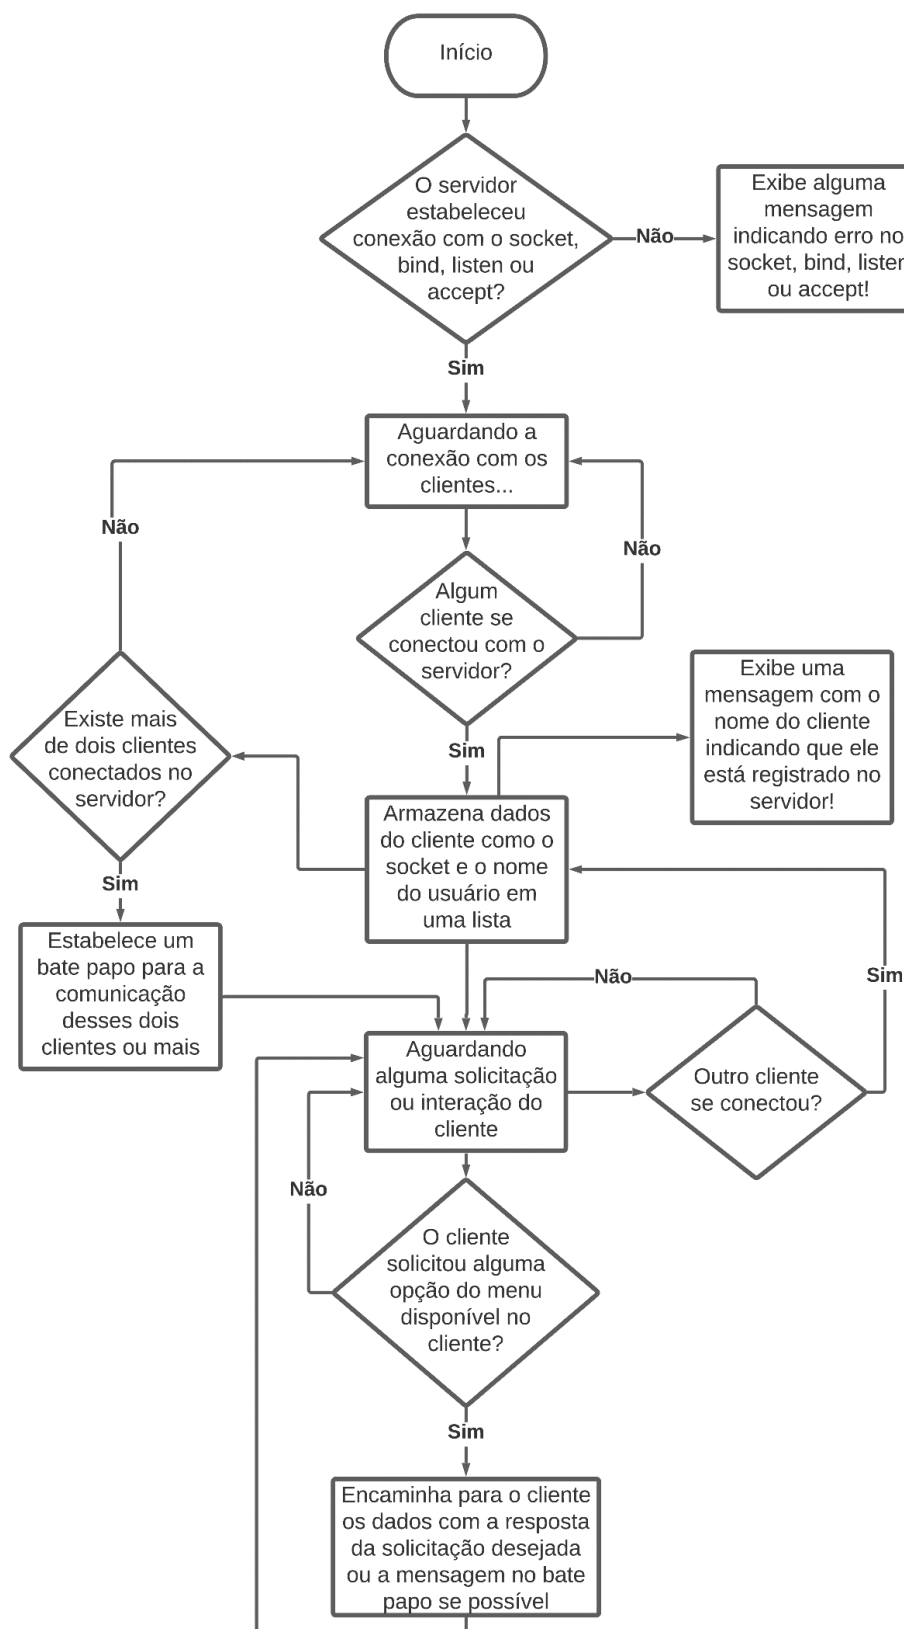 Início
O servidor
estabeleceu
conexão com o socket,
bind, listen ou
accept?
Não
Exibe alguma
mensagem
indicando erro no
socket, bind, listen
ou accept!
Sim
Aguardando a
conexão com os
clientes...
Não
Não
Algum
cliente se
conectou com o
servidor?
Existe mais
de dois clientes
conectados no
servidor?
Exibe uma
mensagem com o
nome do cliente
indicando que ele
está registrado no
servidor!
Sim
Armazena dados
do cliente como o
socket e o nome
do usuário em
uma lista
Sim
Estabelece um
bate papo para a
comunicação
desses dois
clientes ou mais
Não
Sim
Aguardando
alguma solicitação
ou interação do
cliente
Outro cliente
se conectou?
Não
O cliente
solicitou alguma
opção do menu
disponível no
cliente?
Sim
Encaminha para o cliente
os dados com a resposta
da solicitação desejada
ou a mensagem no bate
papo se possível